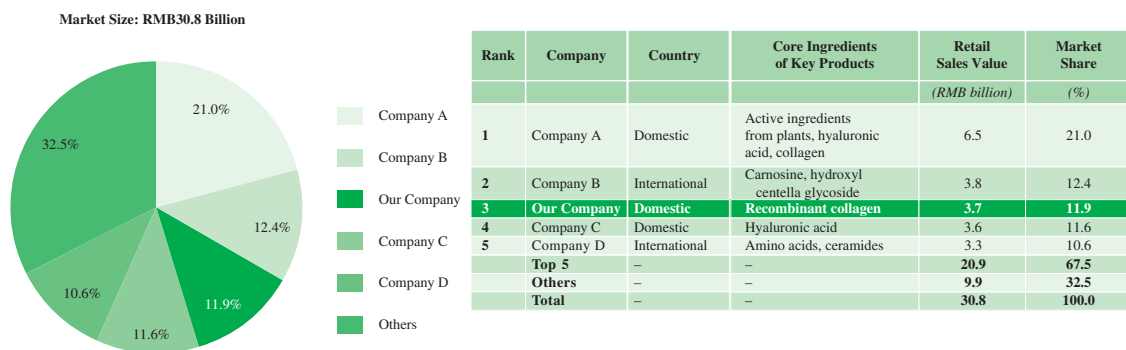 Market Size: RMB30.8 Billion
21.0%
12.4%
11.9%
11.6%
10.6%
32.5%
Company A
Company B
Our Company
Company C
Company D
Others
Rank Company Country Core Ingredients of Key Products Retail Sales Value Market Share
(RMB billion) (%)
1 Company A Domestic Active ingredients from plants, hyaluronic acid, collagen 6.5 21.0
2 Company B International Carnosine, hydroxyl centella glycoside 3.8 12.4
3 Our Company Domestic Recombinant collagen 3.7 11.9
4 Company C Domestic Hyaluronic acid 3.6 11.6
5 Company D International Amino acids, ceramides 3.3 10.6
Top 5 – – 20.9 67.5
Others – – 9.9 32.5
Total – – 30.8 100.0